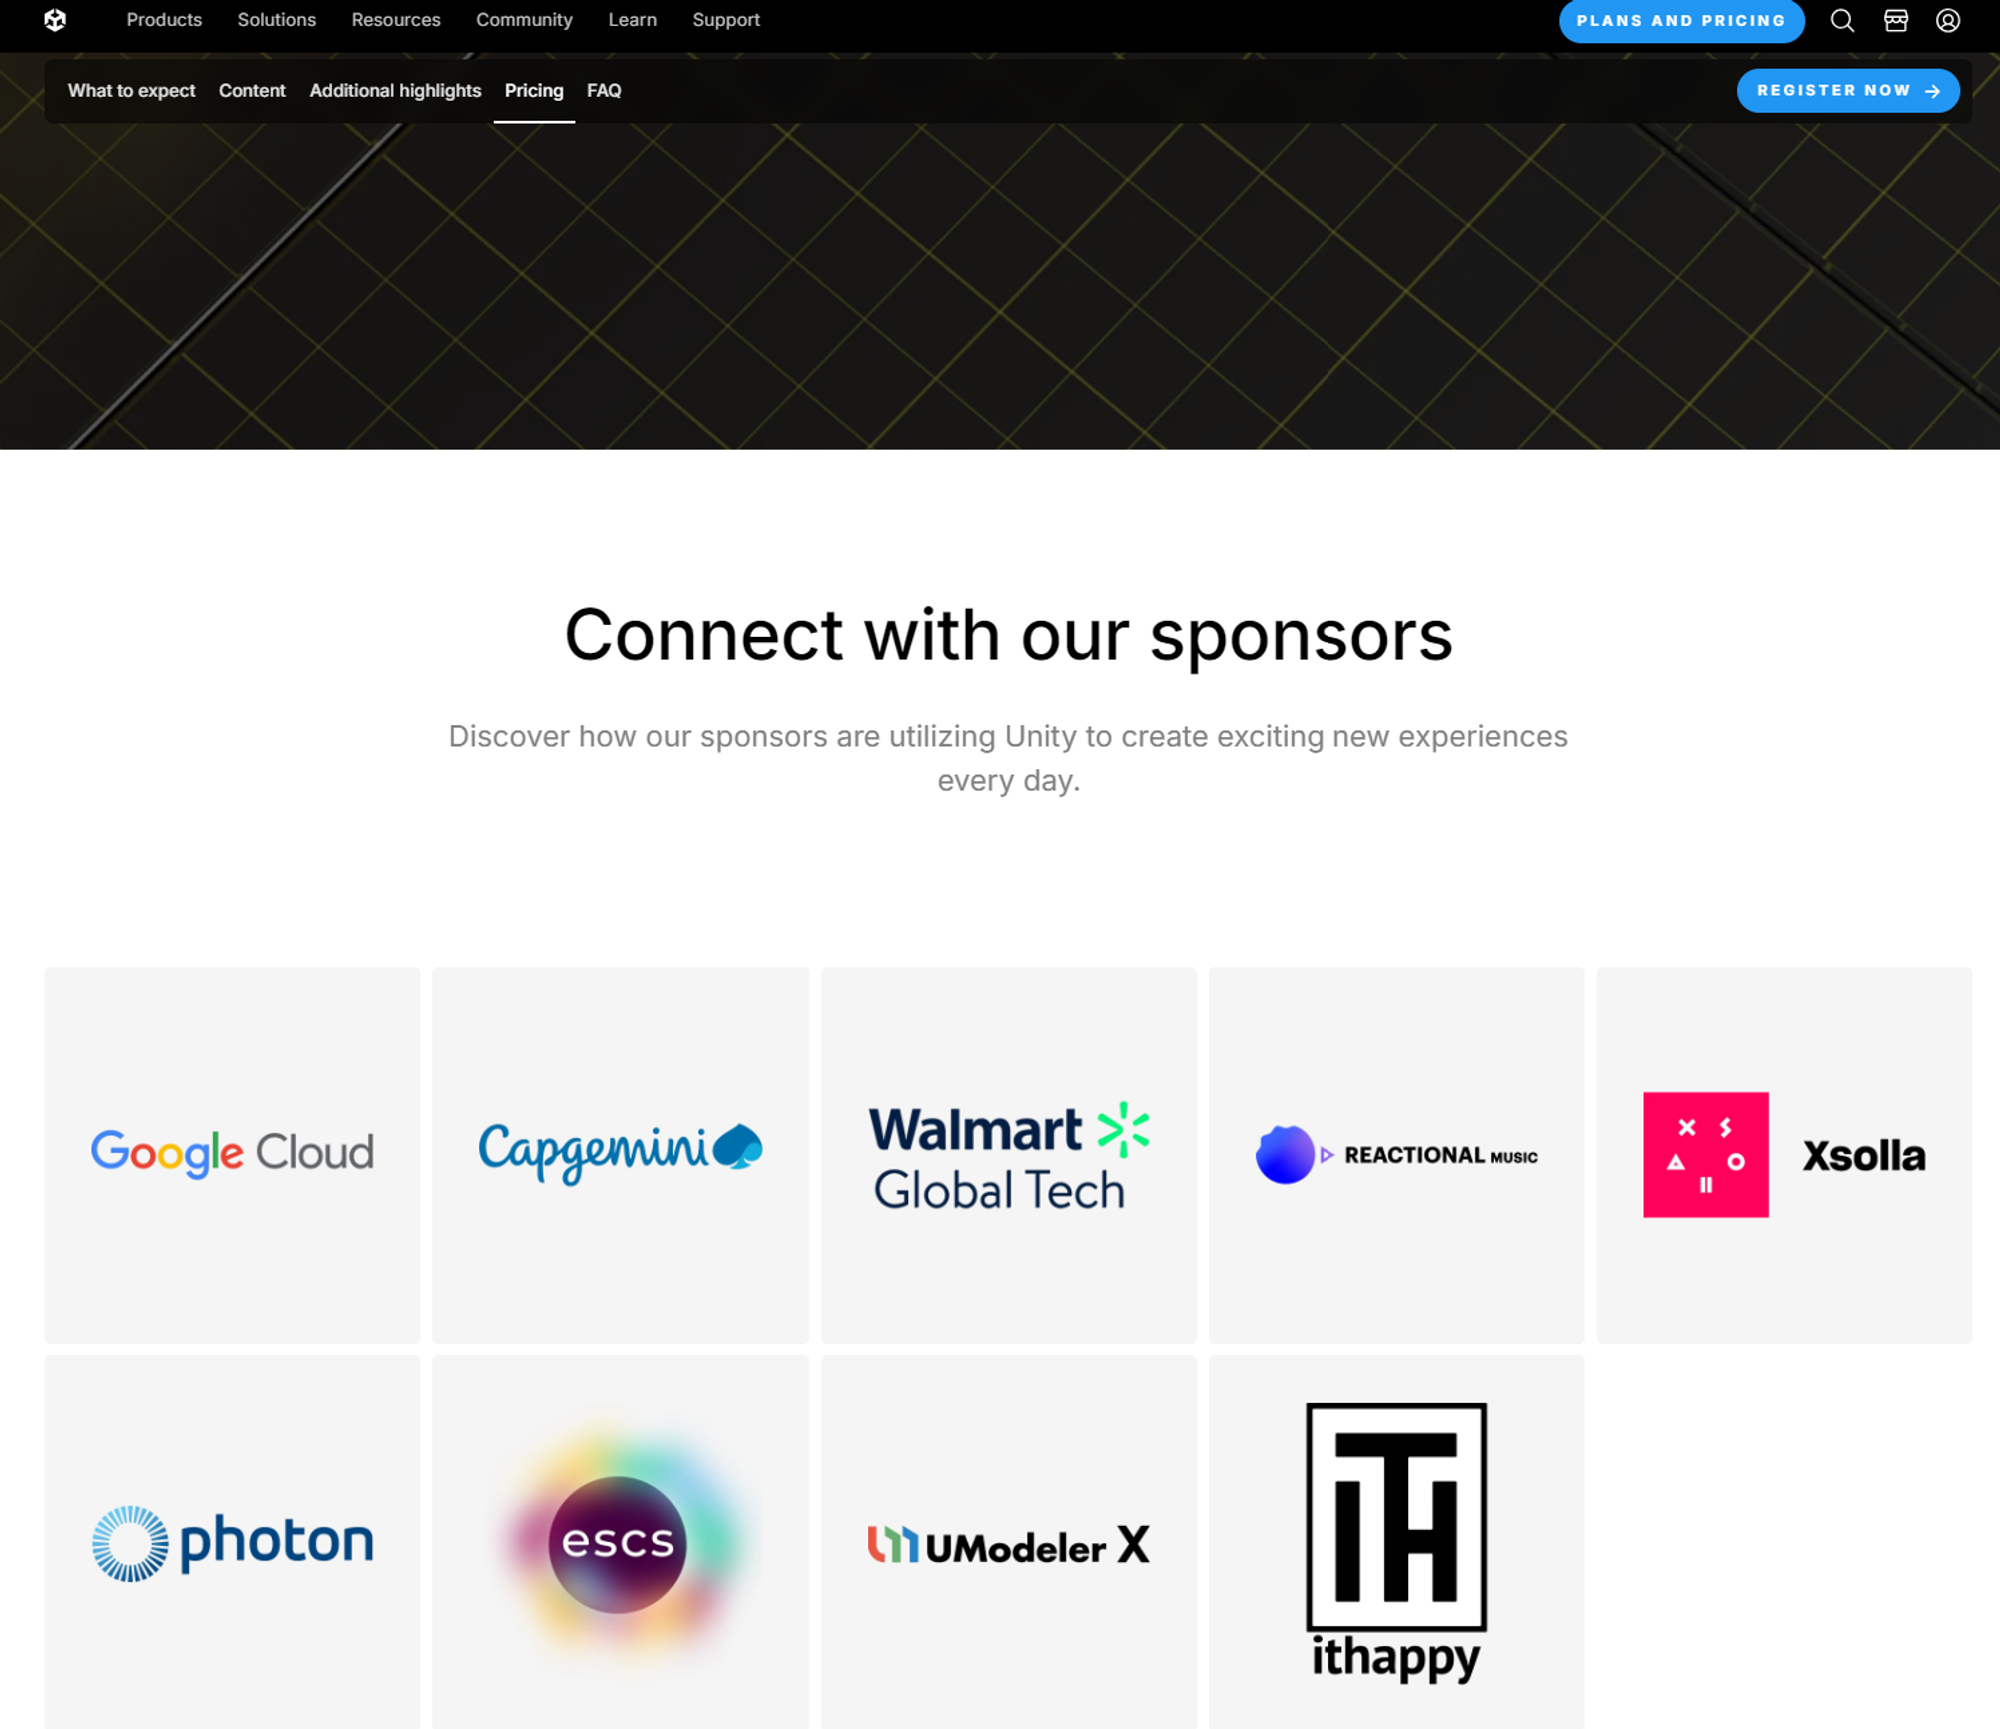 Products Solutions Resources Community Learn Support PLANS AND PRICING
What to expect Content Additional highlights Pricing FAQ REGISTER NOW →
Connect with our sponsors
Discover how our sponsors are utilizing Unity to create exciting new experiences
every day.
Google Cloud
Capgemini
Walmart
Global Tech
REACTIONAL MUSIC
Xsolla
photon
escs
UModeler X
ithappy